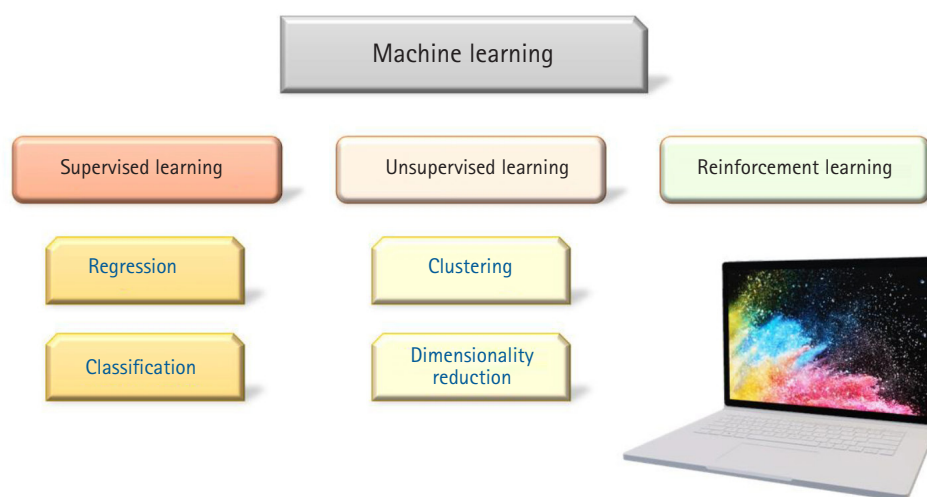 Machine learning
Supervised learning
Unsupervised learning
Reinforcement learning
Regression
Clustering
Classification
Dimensionality
reduction